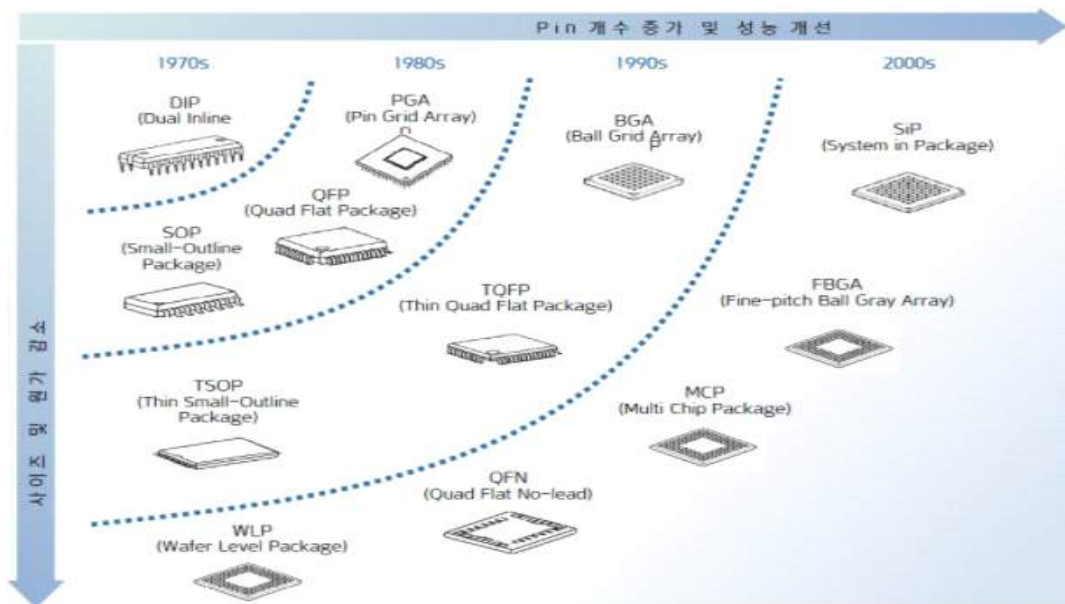 Pin 개수 증가 및 성능 개선
1970s
1980s
1990s
2000s
DIP
(Dual Inline
PGA
(Pin Grid Array)
BGA
(Ball Grid Array)
SiP
(System in Package)
QFP
(Quad Flat Package)
SOP
(Small-Outline
Package)
TQFP
(Thin Quad Flat Package)
FBGA
(Fine-pitch Ball Gray Array)
TSOP
(Thin Small-Outline
Package)
MCP
(Multi Chip Package)
QFN
(Quad Flat No-lead)
WLP
(Wafer Level Package)
사이즈 및 원가 감소